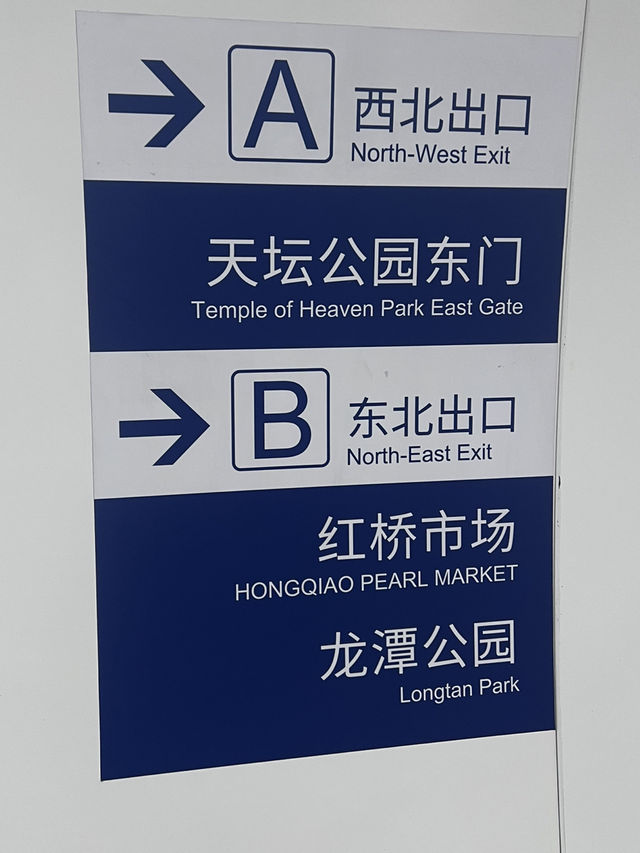 A
西北出口
North-West Exit
天坛公园东门
Temple of Heaven Park East Gate
B
东北出口
North-East Exit
红桥市场
HONGQIAO PEARL MARKET
龙潭公园
Longtan Park